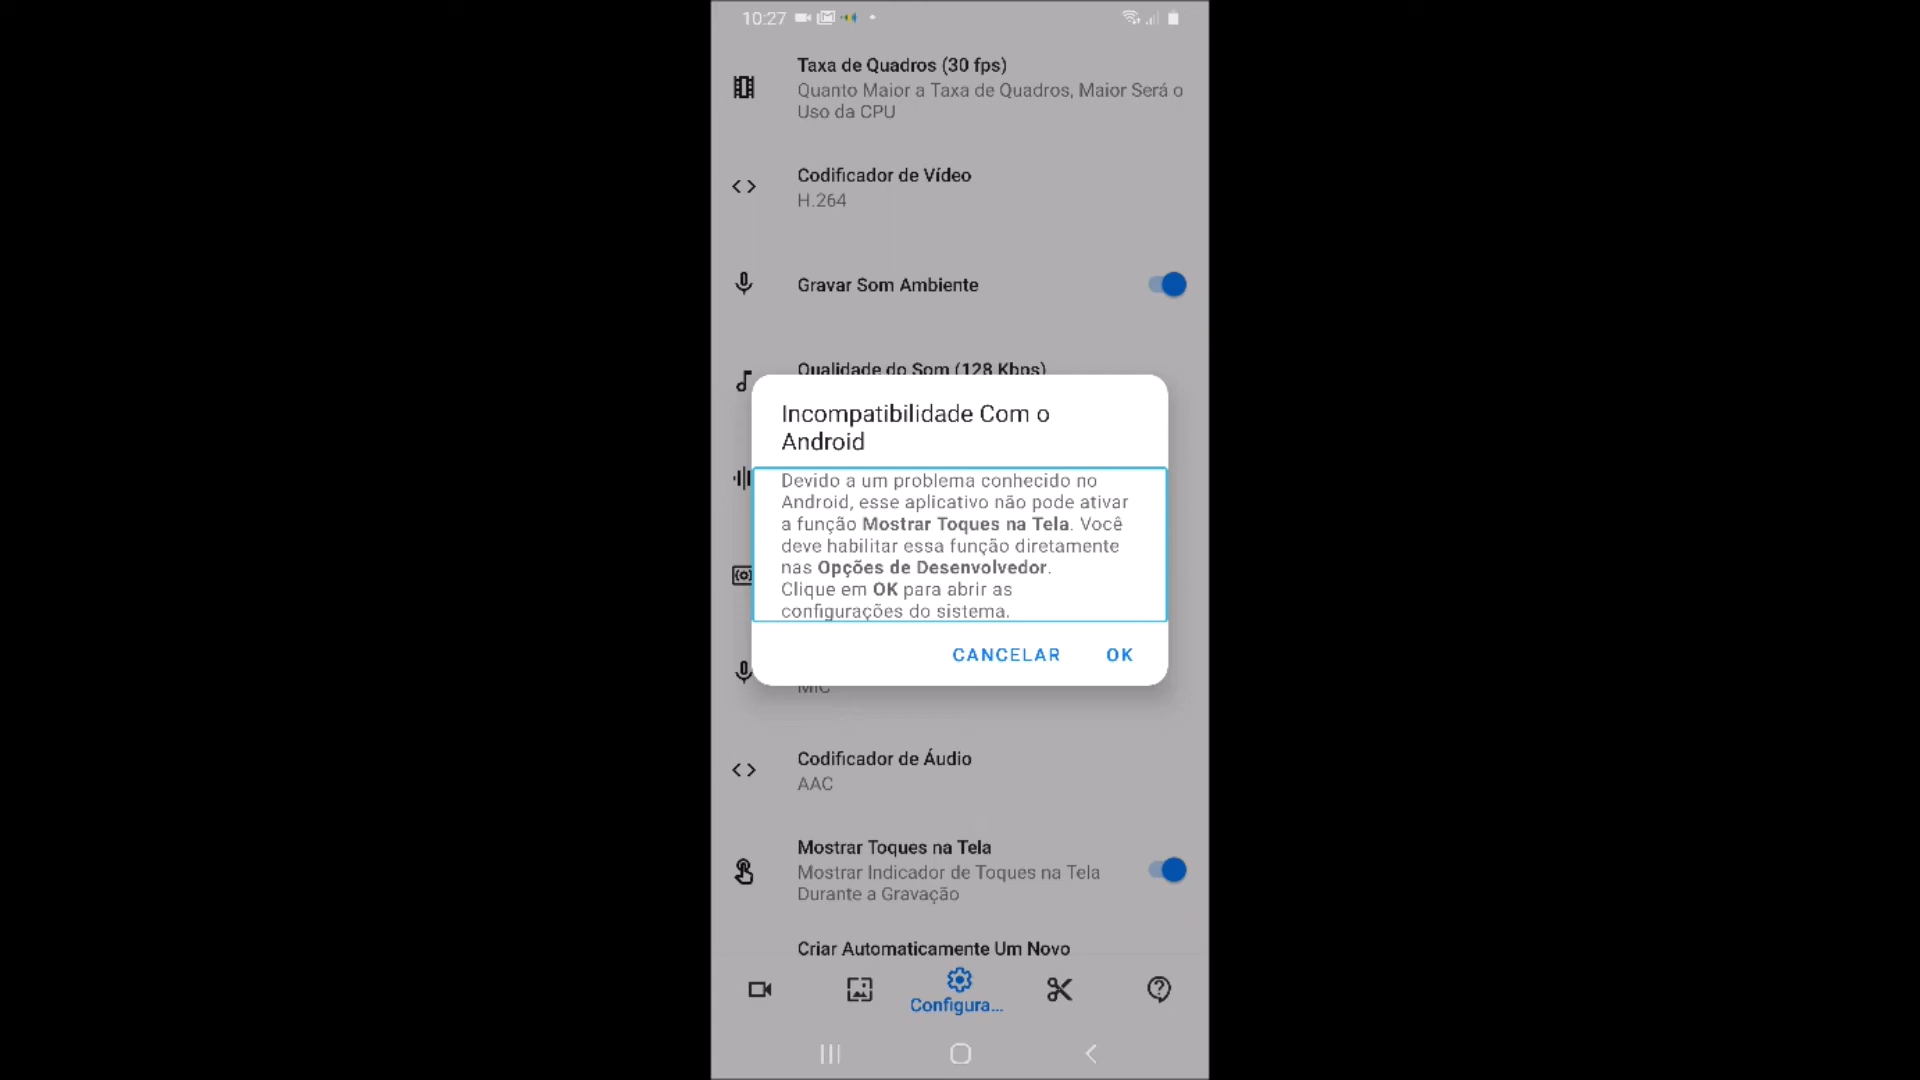 10:27
Taxa de Quadros (30 fps)
Quanto Maior a Taxa de Quadros, Maior Será o
Uso da CPU
Codificador de Vídeo
H.264
Gravar Som Ambiente
Qualidade do Som (128 Kbps)
Incompatibilidade Com o
Android
Devido a um problema conhecido no
Android, esse aplicativo não pode ativar
a função Mostrar Toques na Tela. Você
deve habilitar essa função diretamente
nas Opções de Desenvolvedor.
Clique em OK para abrir as
configurações do sistema.
CANCELAR OK
MIC
Codificador de Áudio
AAC
Mostrar Toques na Tela
Mostrar Indicador de Toques na Tela
Durante a Gravação
Criar Automaticamente Um Novo
Configura...